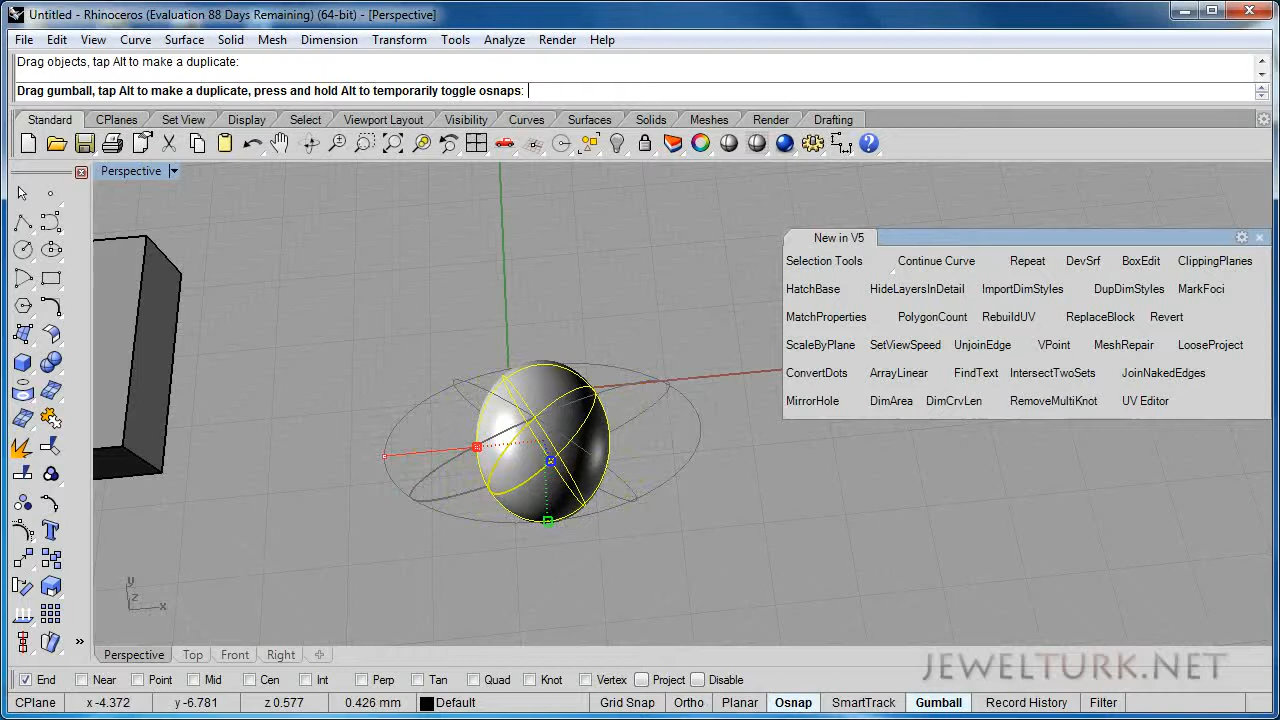 Untitled - Rhinoceros (Evaluation 88 Days Remaining) (64-bit) - [Perspective]
File Edit View Curve Surface Solid Mesh Dimension Transform Tools Analyze Render Help
Drag objects, tap Alt to make a duplicate:
Drag gumball, tap Alt to make a duplicate, press and hold Alt to temporarily toggle osnaps:
Standard CPlanes Set View Display Select Viewport Layout Visibility Curves Surfaces Solids Meshes Render Drafting
Perspective
New in V5
Selection Tools Continue Curve Repeat DevSrf BoxEdit ClippingPlanes
HatchBase HideLayersInDetail ImportDimStyles DupDimStyles MarkFoci
MatchProperties PolygonCount RebuildUV ReplaceBlock Revert
ScaleByPlane SetViewSpeed UnjoinEdge VPoint MeshRepair LooseProject
ConvertDots ArrayLinear FindText IntersectTwoSets JoinNakedEdges
MirrorHole DimArea DimCrvLen RemoveMultiKnot UV Editor
y
z
x
Perspective Top Front Right
JEWELTURK.NET
End Near Point Mid Cen Int Perp Tan Quad Knot Vertex Project Disable
CPlane x -4.372 y -6.781 z 0.577 0.426 mm Default Grid Snap Ortho Planar Osnap SmartTrack Gumball Record History Filter